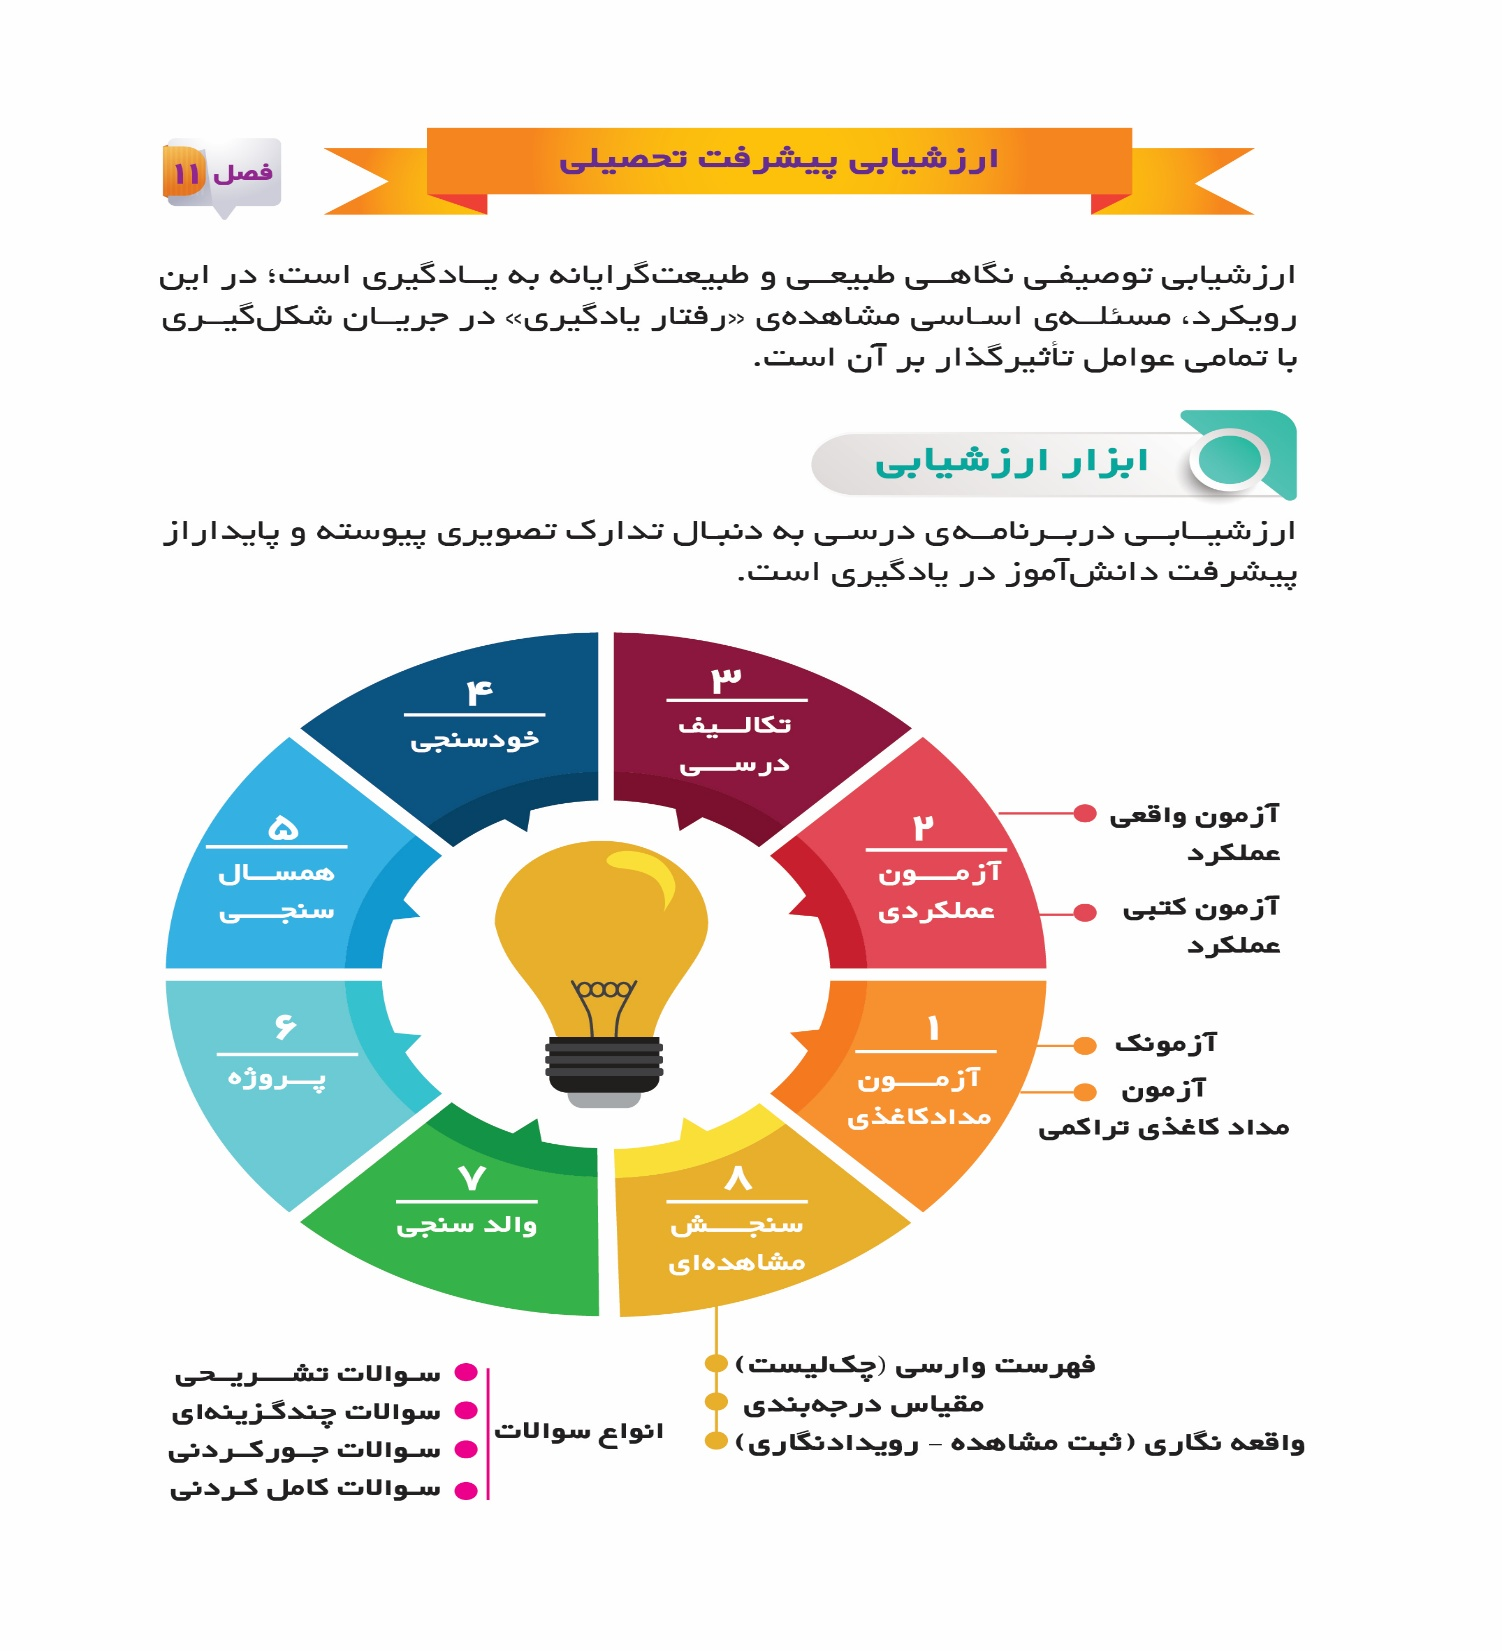 فصل ۱۱
ارزشیابی پیشرفت تحصیلی
ارزشیابی توصیفی نگاهی طبیعی و طبیعت‌گرایانه به یادگیری است؛ در این
رویکرد، مسئله‌ی اساسی مشاهده‌ی «رفتار یادگیری» در جریان شکل‌گیری
با تمامی عوامل تأثیرگذار بر آن است.
ابزار ارزشیابی
ارزشیابی دربرنامه‌ی درسی به دنبال تدارک تصویری پیوسته و پایداراز
پیشرفت دانش‌آموز در یادگیری است.
۱
آزمون
مدادکاغذی
آزمونک
آزمون
مداد کاغذی تراکمی
۲
آزمون
عملکردی
آزمون واقعی
عملکرد
آزمون کتبی
عملکرد
۳
تکالیف
درسی
۴
خودسنجی
۵
همسال
سنجی
۶
پروژه
۷
والد سنجی
۸
سنجش
مشاهده‌ای
فهرست وارسی (چک‌لیست)
مقیاس درجه‌بندی
واقعه نگاری (ثبت مشاهده - رویدادنگاری)
انواع سوالات
سوالات تشریحی
سوالات چندگزینه‌ای
سوالات جورکردنی
سوالات کامل کردنی